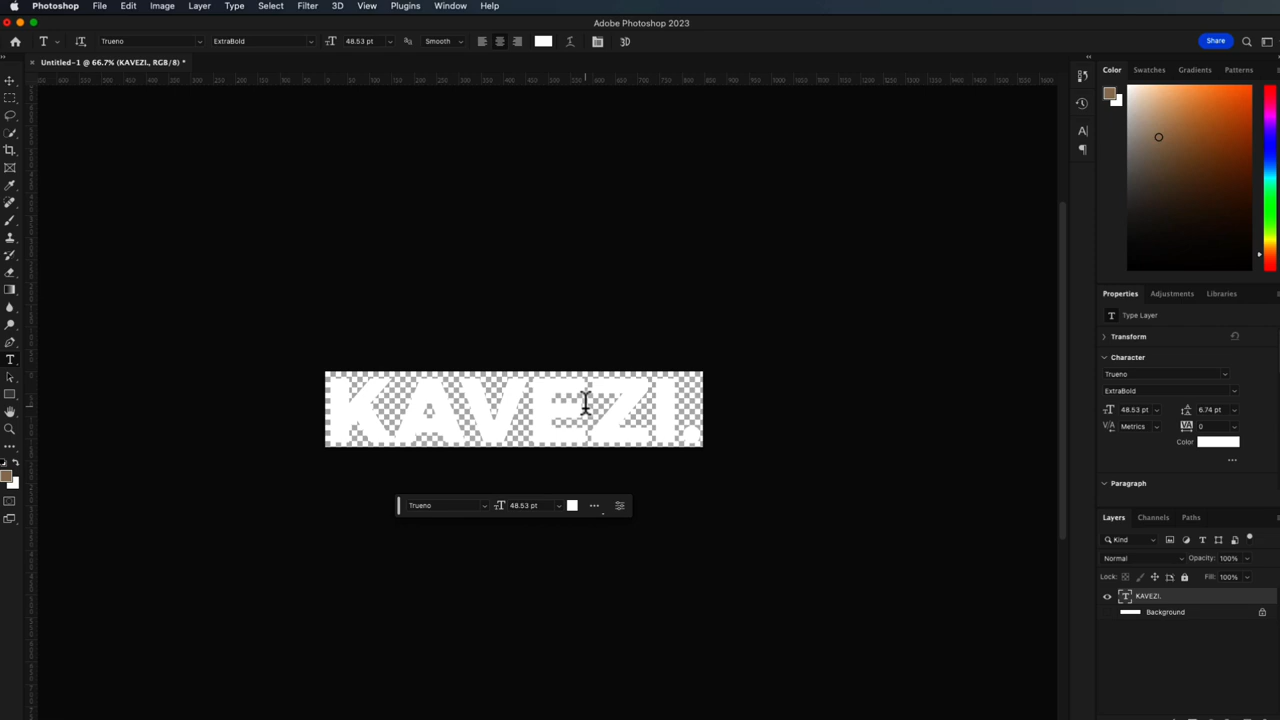 Photoshop File Edit Image Layer Type Select Filter 3D View Plugins Window Help
Adobe Photoshop 2023
Trueno ExtraBold 48.53 pt Smooth 3D Share
Untitled-1 @ 66.7% (KAVEZI., RGB/8) *
Color Swatches Gradients Patterns
Properties Adjustments Libraries
Type Layer
Transform
Character
Trueno
ExtraBold
48.53 pt 6.74 pt
Metrics 0
Color
Paragraph
KAVEZI.
Trueno 48.53 pt
Layers Channels Paths
Kind
Normal Opacity: 100%
Lock: Fill: 100%
KAVEZI.
Background